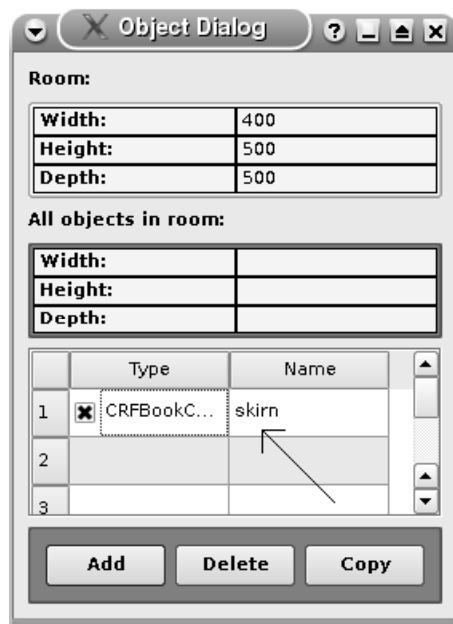 Object Dialog
Room:
Width: 400
Height: 500
Depth: 500
All objects in room:
Width:
Height:
Depth:
Type Name
1 CRFBookC... skirn
2
3
Add Delete Copy